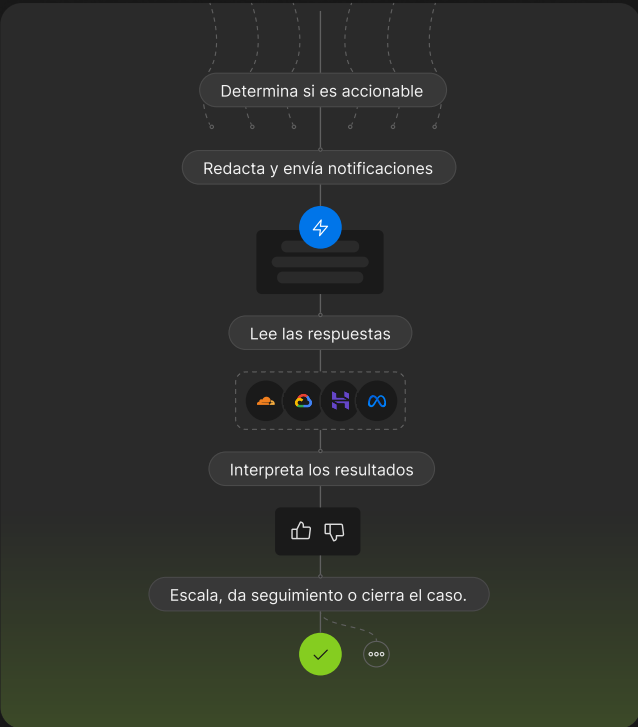 Determina si es accionable
Redacta y envía notificaciones
Lee las respuestas
Interpreta los resultados
Escala, da seguimiento o cierra el caso.